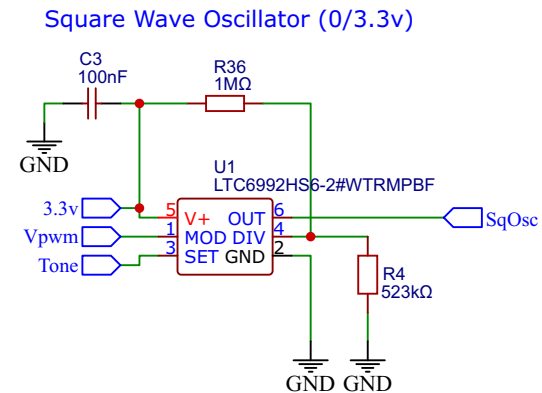 Square Wave Oscillator (0/3.3v)
C3
100nF
R36
1MΩ
GND
U1
LTC6992HS6-2#WTRMPBF
3.3v
5
V+
OUT
6
SqOsc
Vpwm
1
MOD
DIV
4
Tone
3
SET
GND
2
R4
523kΩ
GND
GND